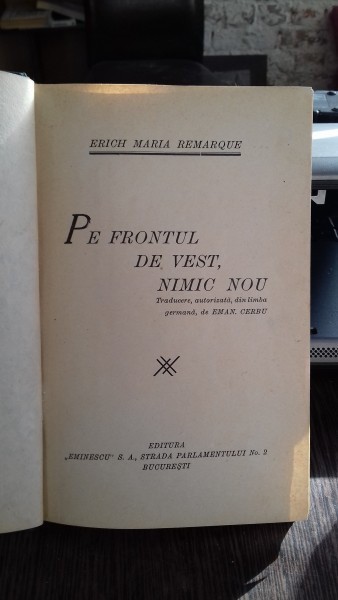 ERICH MARIA REMARQUE
PE FRONTUL
DE VEST,
NIMIC NOU
Traducere, autorizată, din limba
germană, de EMAN. CERBU
EDITURA
„EMINESCU" S. A., STRADA PARLAMENTULUI No. 2
BUCUREȘTI